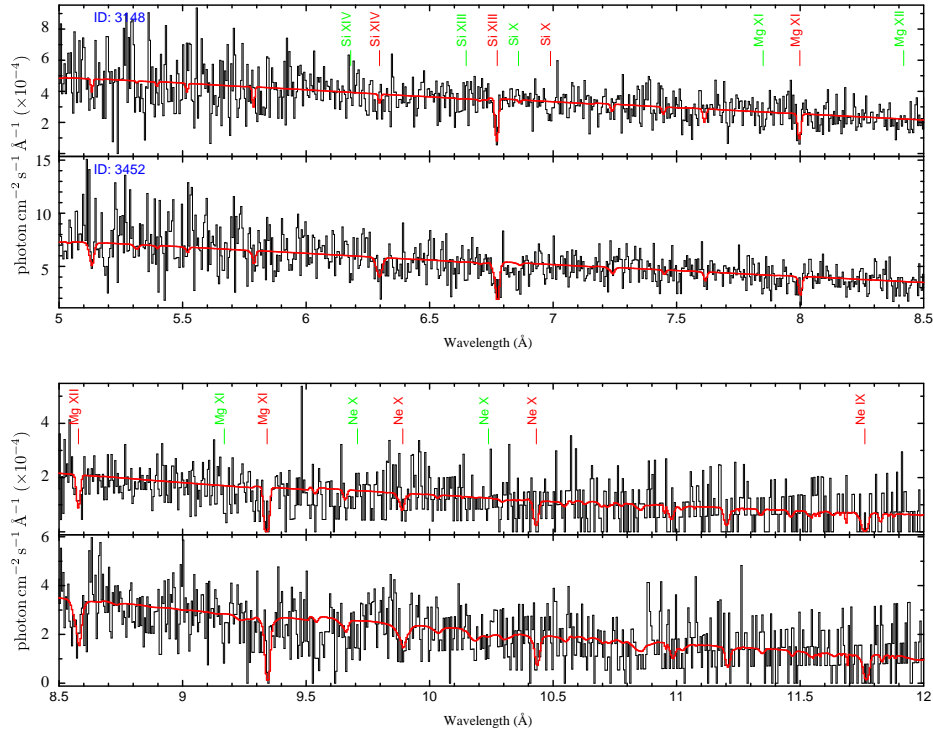 ID: 3148
Si XIV Si XIV Si XIII Si XIII Si X Si X Mg XI Mg XI Mg XII
8
6
4
2
photon cm−2 s−1 Å−1 (×10−4)
ID: 3452
15
10
5
5 5.5 6 6.5 7 7.5 8 8.5
Wavelength (Å)
Mg XII Mg XI Mg XI Ne X Ne X Ne X Ne X Ne IX
4
2
0
6
4
2
0
photon cm−2 s−1 Å−1 (×10−4)
8.5 9 9.5 10 10.5 11 11.5 12
Wavelength (Å)